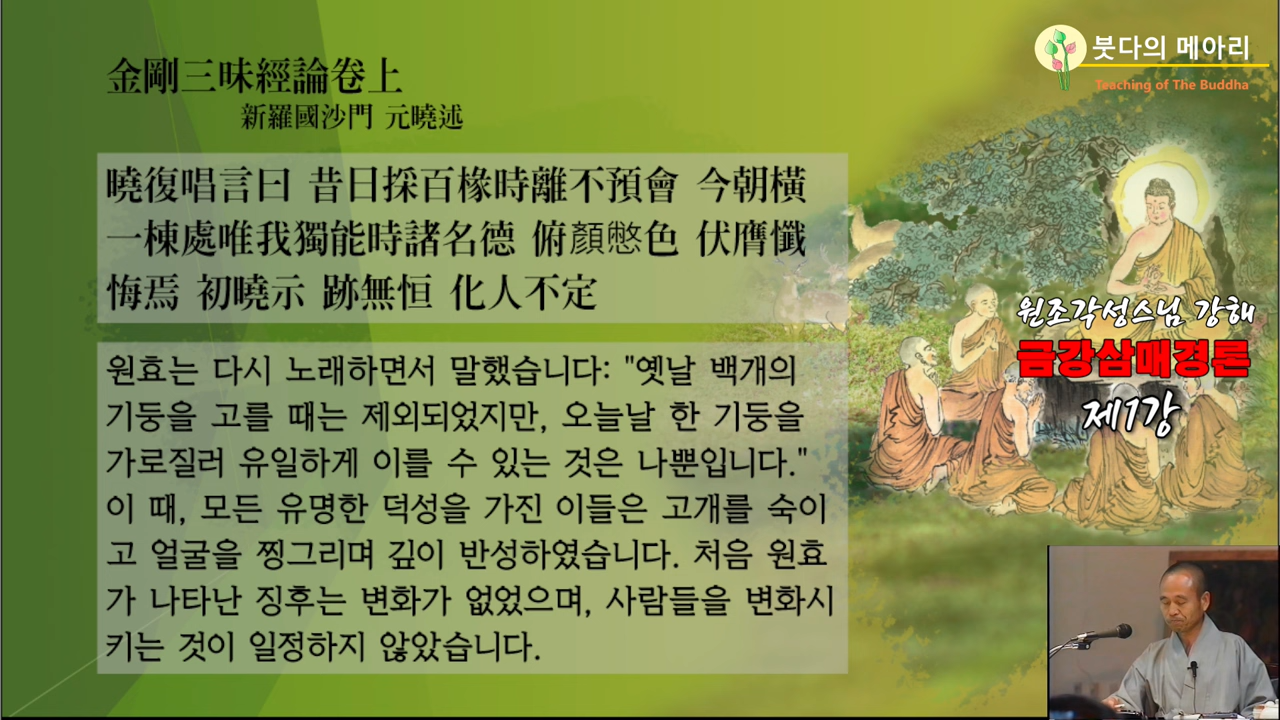 金剛三昧經論卷上
新羅國沙門 元曉述
曉復唱言曰 昔日採百椽時離不預會 今朝橫
一棟處唯我獨能時諸名德 俯顔慙色 伏膺懺
悔焉 初曉示 跡無恒 化人不定
원효는 다시 노래하면서 말했습니다: "옛날 백개의
기둥을 고를 때는 제외되었지만, 오늘날 한 기둥을
가로질러 유일하게 이를 수 있는 것은 나뿐입니다."
이 때, 모든 유명한 덕성을 가진 이들은 고개를 숙이
고 얼굴을 찡그리며 깊이 반성하였습니다. 처음 원효
가 나타난 징후는 변화가 없었으며, 사람들을 변화시
키는 것이 일정하지 않았습니다.
붓다의 메아리
Teaching of The Buddha
원조각성스님 강해
금강삼매경론
제1강